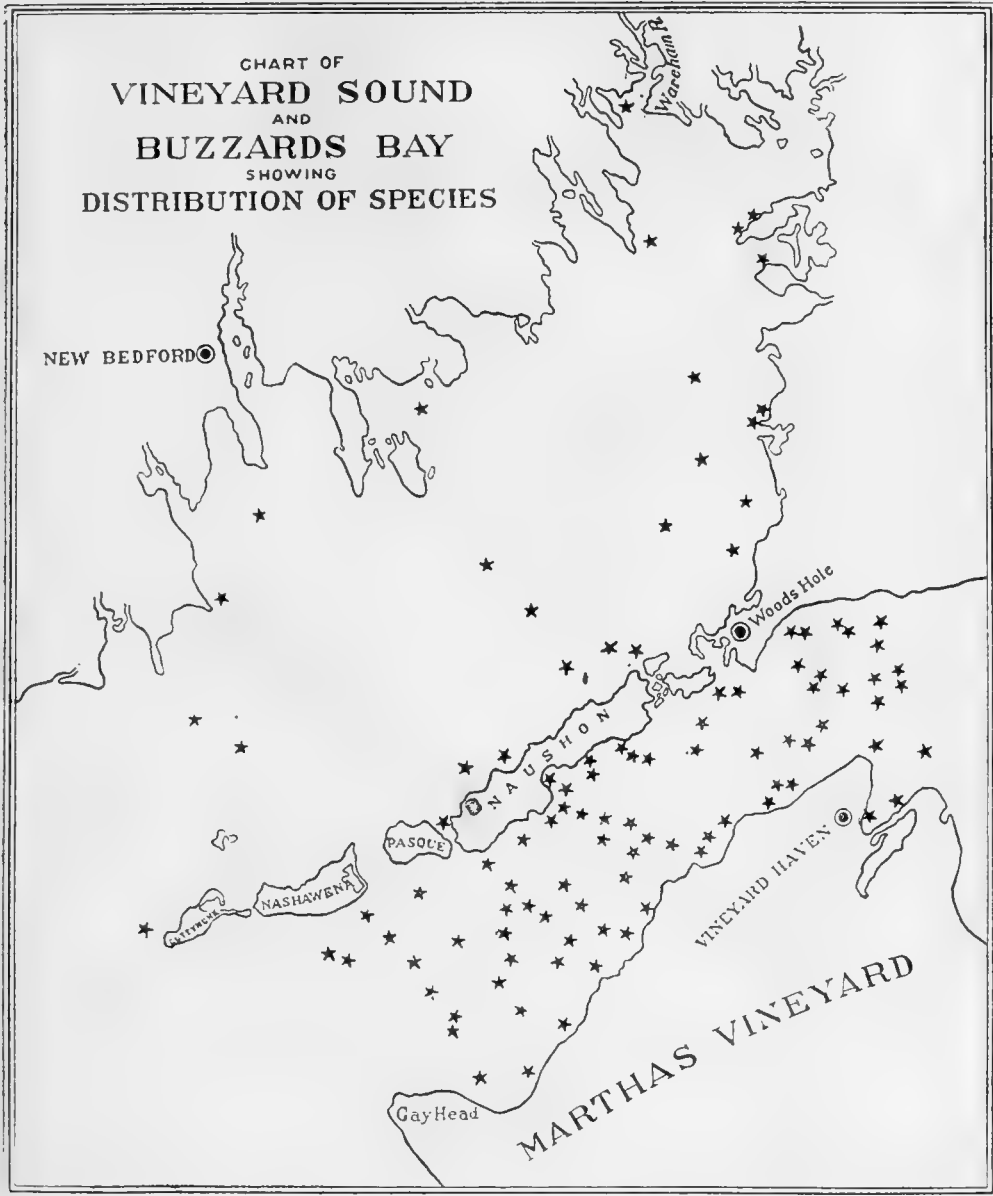 CHART OF
VINEYARD SOUND
AND
BUZZARDS BAY
SHOWING
DISTRIBUTION OF SPECIES
Wareham R
NEW BEDFORD
Woods Hole
NAUSHON
PASQUE
NASHAWENA
CUTTYHUNK
VINEYARD HAVEN
MARTHAS VINEYARD
Gay Head